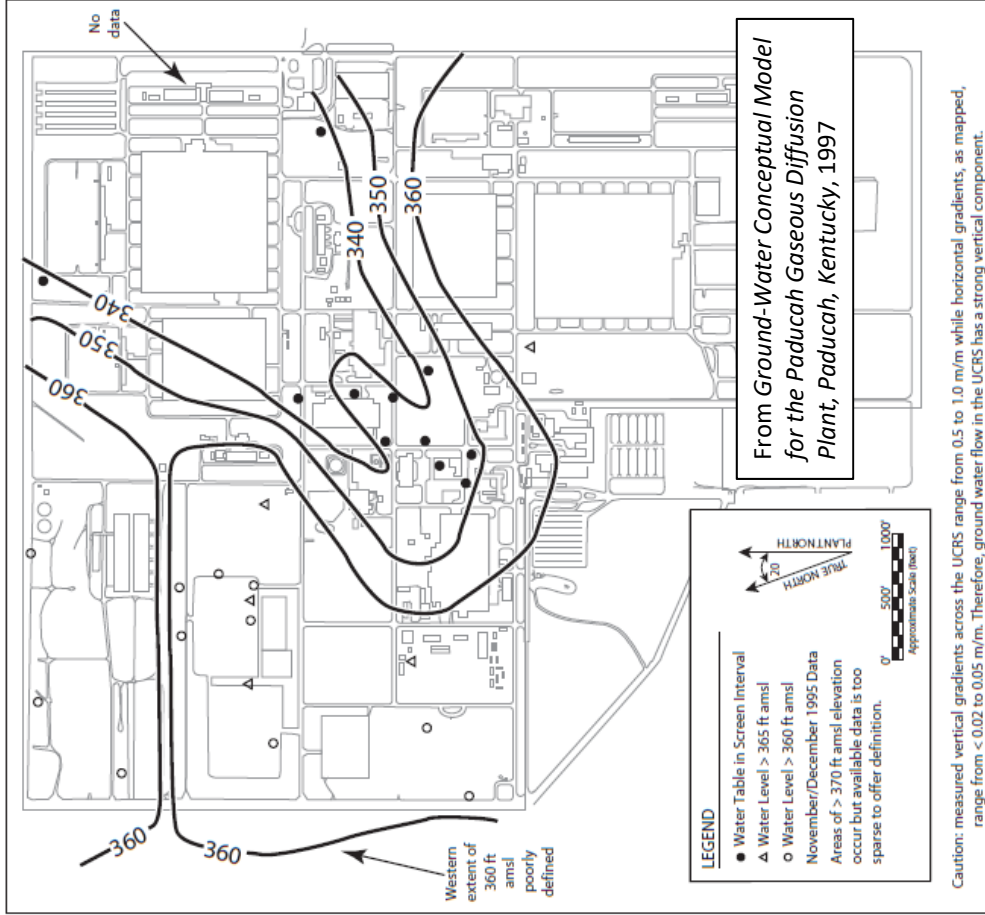 No
data
340
350
360
340
350
360
360
360
Western
extent of
360 ft
amsl
poorly
defined
From Ground-Water Conceptual Model
for the Paducah Gaseous Diffusion
Plant, Paducah, Kentucky, 1997
LEGEND
Water Table in Screen Interval
Water Level > 365 ft amsl
Water Level > 360 ft amsl
November/December 1995 Data
Areas of > 370 ft amsl elevation
occur but available data is too
sparse to offer definition.
PLANT NORTH
TRUE NORTH
20
0' 500' 1000'
Approximate Scale (feet)
Caution: measured vertical gradients across the UCRS range from 0.5 to 1.0 m/m while horizontal gradients, as mapped,
range from < 0.02 to 0.05 m/m. Therefore, ground water flow in the UCRS has a strong vertical component.